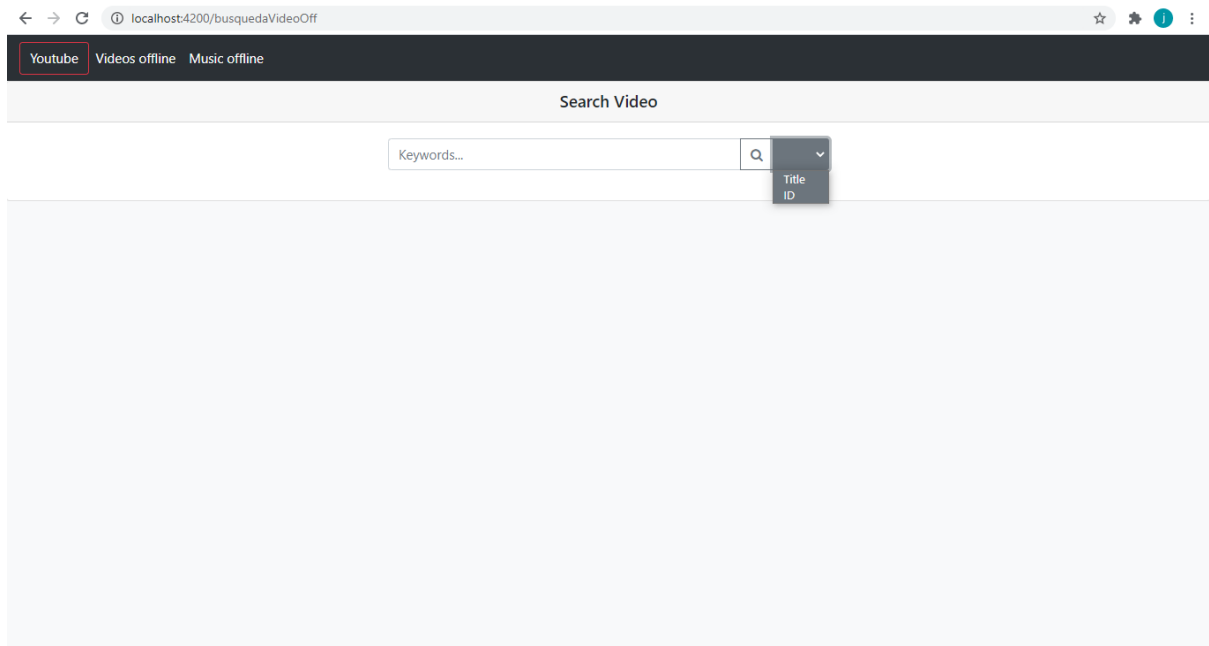 localhost:4200/busquedaVideoOff
j
Youtube Videos offline Music offline
Search Video
Keywords...
Title
ID